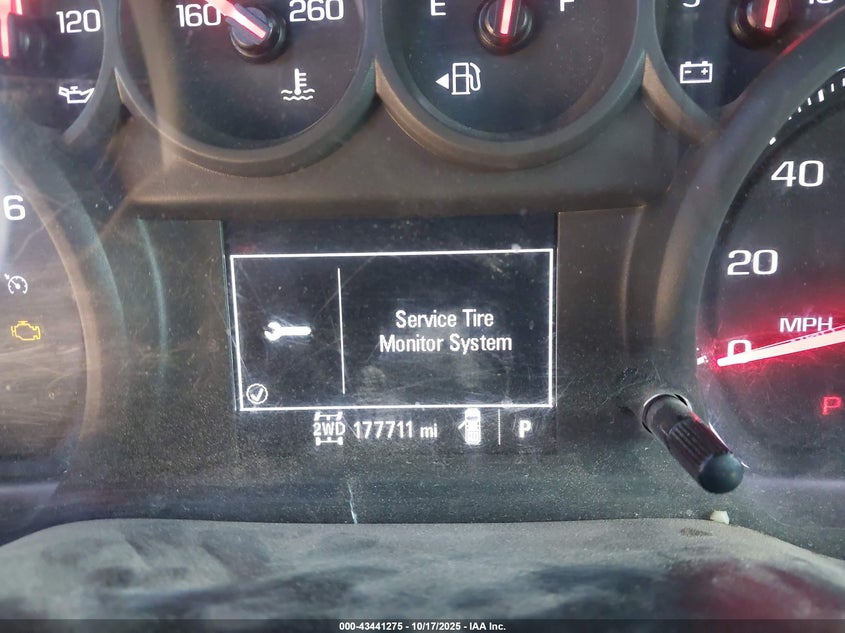 120
160
260
E
F
6
40
20
0
MPH
P
Service Tire
Monitor System
2WD 177711 mi P
000-43441275 - 10/17/2025 - IAA Inc.